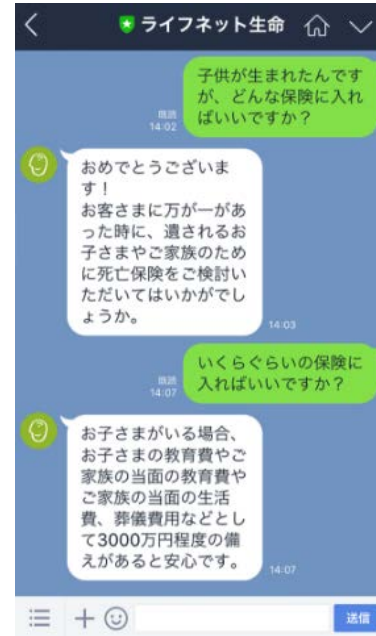 ライフネット生命
子供が生まれたんです
が、どんな保険に入れ
ばいいですか？
既読
14:02
おめでとうございま
す！
お客さまに万が一があ
った時に、遺されるお
子さまやご家族のため
に死亡保険をご検討い
ただいてはいかがでし
ょうか。
14:03
いくらぐらいの保険に
入ればいいですか？
既読
14:07
お子さまがいる場合、
お子さまの教育費やご
家族の当面の教育費や
ご家族の当面の生活
費、葬儀費用などとし
て3000万円程度の備
えがあると安心です。
14:07
送信